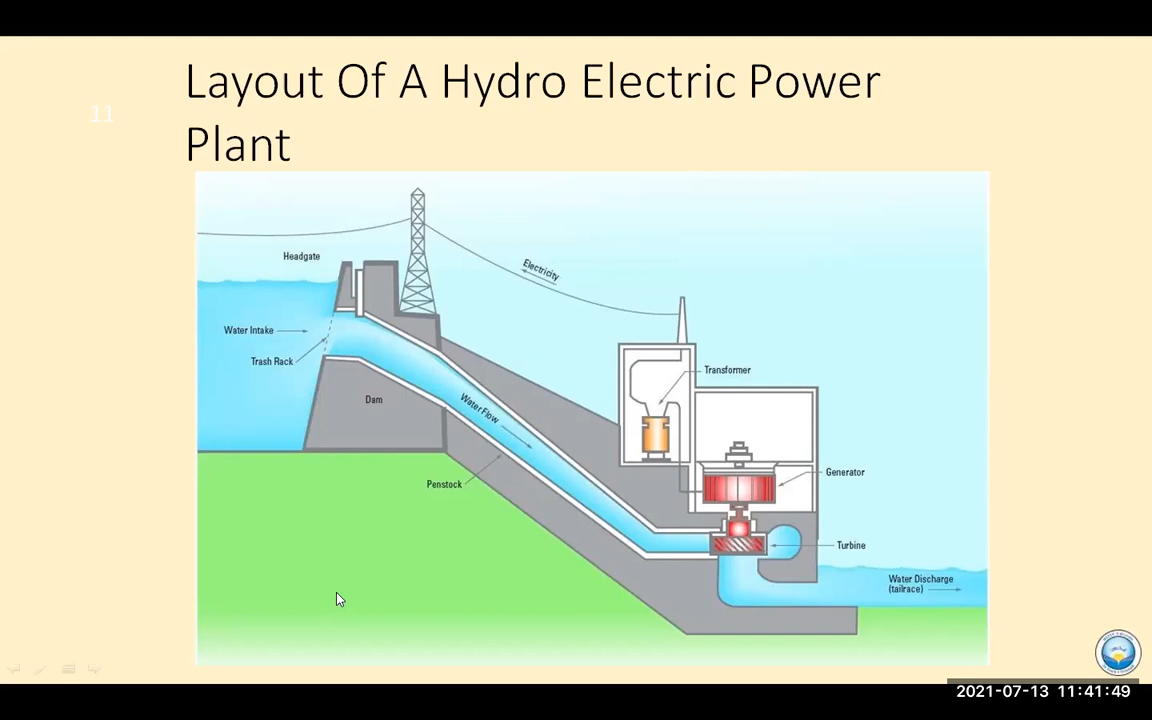 Layout Of A Hydro Electric Power
Plant
11
Headgate
Electricity
Water Intake
Trash Rack
Transformer
Dam
Water Flow
Generator
Penstock
Turbine
Water Discharge
(tailrace)
2021-07-13 11:41:49